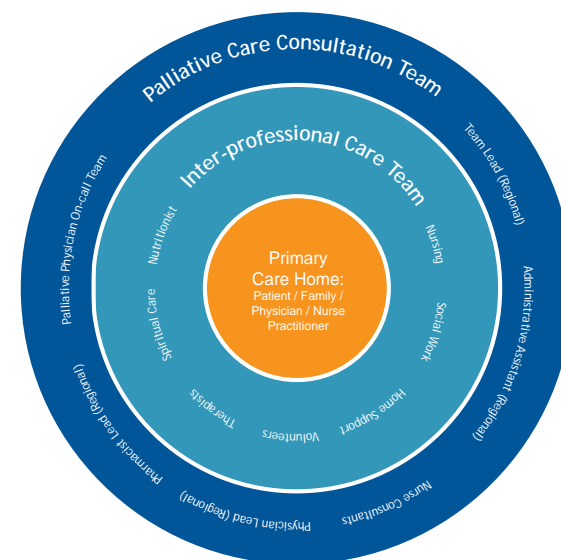 Palliative Care Consultation Team
Team Lead (Regional)
Administrative Assistant (Regional)
Nurse Consultants
Physician Lead (Regional)
Pharmacist Lead (Regional)
Palliative Physician On-call Team
Inter-professional Care Team
Nursing
Social Work
Home Support
Volunteers
Therapists
Spiritual Care
Nutritionist
Primary
Care Home:
Patient / Family /
Physician / Nurse
Practitioner